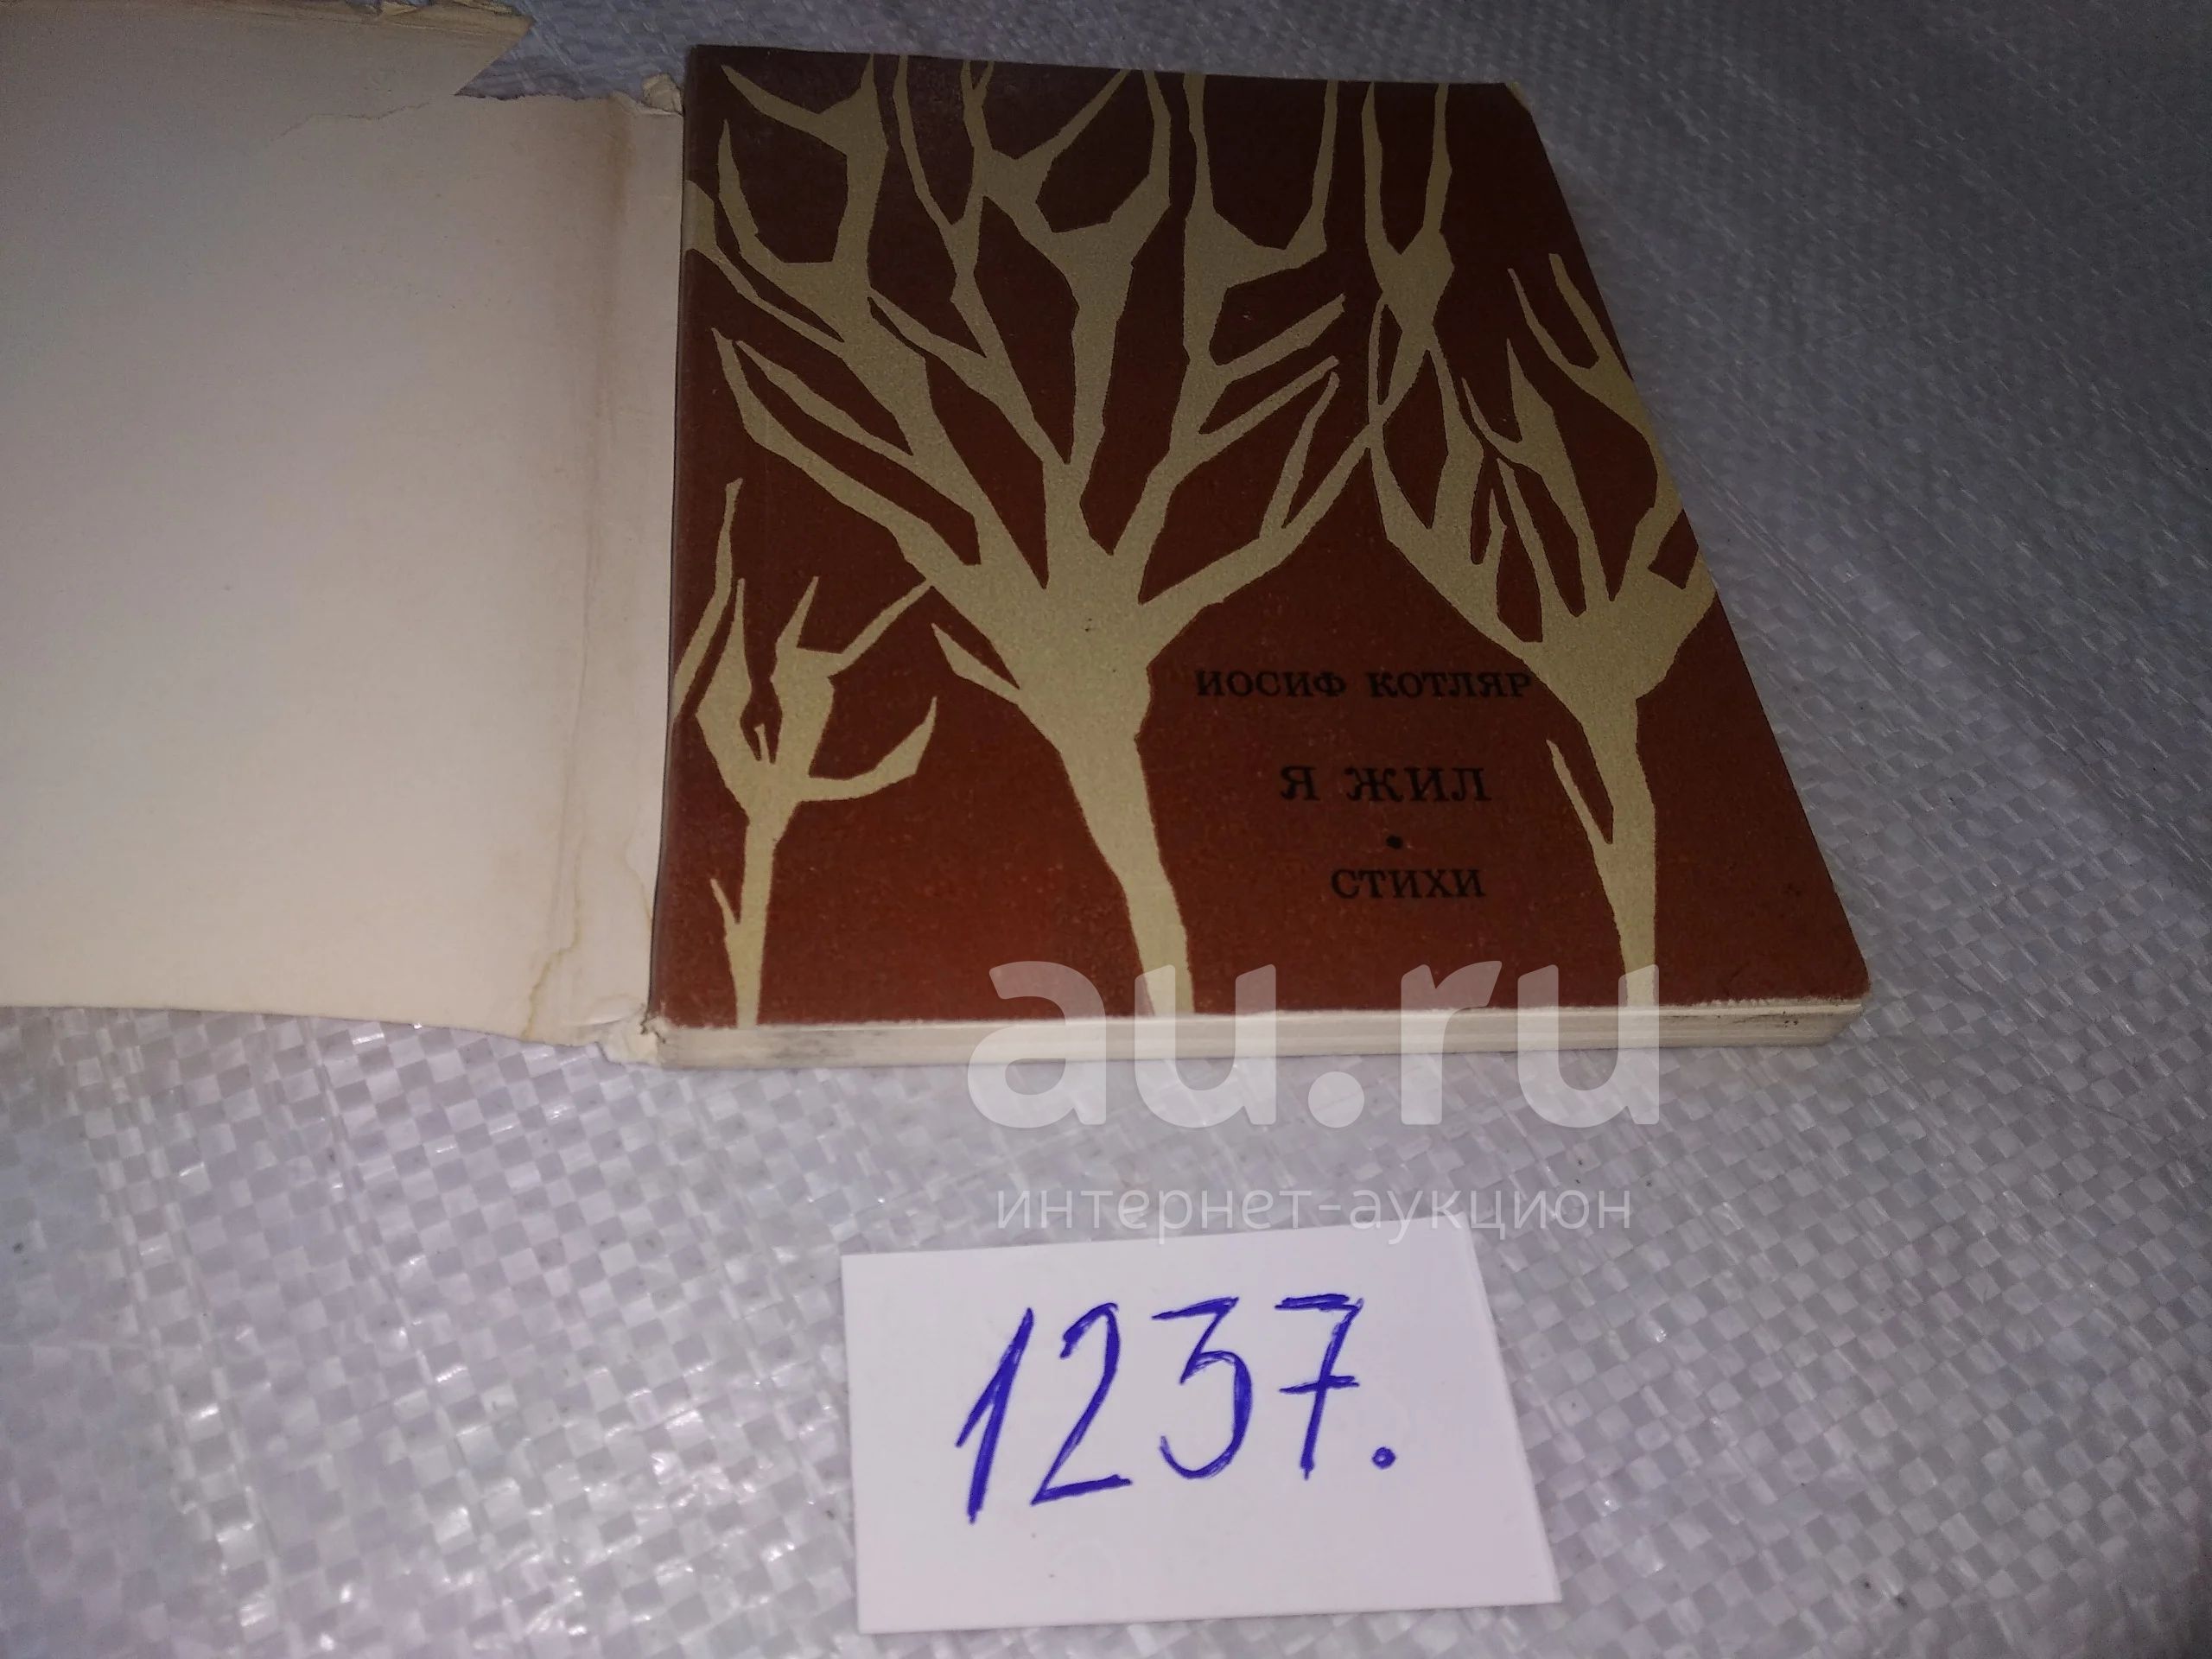 ИОСИФ КОТЛЯР
Я ЖИЛ
•
СТИХИ
au.ru
интернет-аукцион
1237.